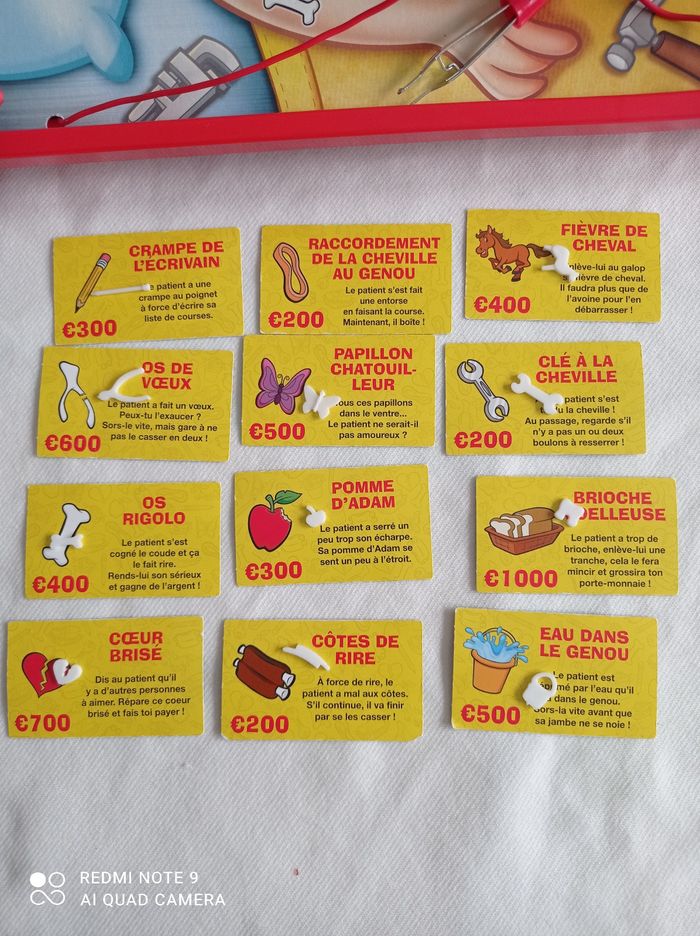 CRAMPE DE
L'ÉCRIVAIN
le patient a une
crampe au poignet
à force d'écrire sa
liste de courses.
€300
RACCORDEMENT
DE LA CHEVILLE
AU GENOU
Le patient s'est fait
une entorse
en faisant la course.
Maintenant, il boîte !
€200
FIÈVRE DE
CHEVAL
enlève-lui au galop
fièvre de cheval.
Il faudra plus que de
l'avoine pour l'en
débarrasser !
€400
OS DE
VŒUX
Le patient a fait un vœux.
Peux-tu l'exaucer ?
Sors-le vite, mais gare à ne
pas le casser en deux !
€600
PAPILLON
CHATOUIL-
LEUR
ous ces papillons
dans le ventre...
Le patient ne serait-il
pas amoureux ?
€500
CLÉ À LA
CHEVILLE
patient s'est
u la cheville !
Au passage, regarde s'il
n'y a pas un ou deux
boulons à resserrer !
€200
OS
RIGOLO
Le patient s'est
cogné le coude et ça
le fait rire.
Rends-lui son sérieux
et gagne de l'argent !
€400
POMME
D'ADAM
Le patient a serré un
peu trop son écharpe.
Sa pomme d'Adam se
sent un peu à l'étroit.
€300
BRIOCHE
DELLEUSE
Le patient a trop de
brioche, enlève-lui une
tranche, cela le fera
mincir et grossira ton
porte-monnaie !
€1000
CŒUR
BRISÉ
Dis au patient qu'il
y a d'autres personnes
à aimer. Répare ce coeur
brisé et fais toi payer !
€700
CÔTES DE
RIRE
À force de rire, le
patient a mal aux côtes.
S'il continue, il va finir
par se les casser !
€200
EAU DANS
LE GENOU
Le patient est
mé par l'eau qu'il
dans le genou.
Sors-la vite avant que
sa jambe ne se noie !
€500
REDMI NOTE 9
AI QUAD CAMERA